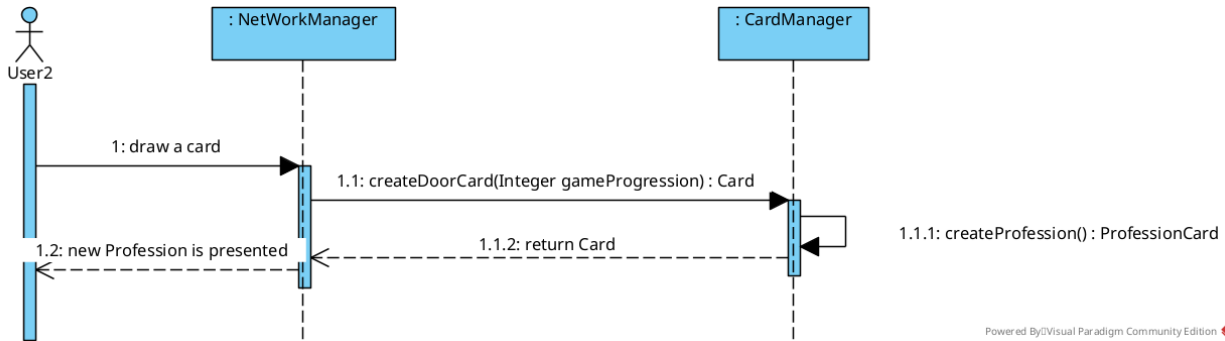 : NetWorkManager
: CardManager
User2
1: draw a card
1.1: createDoorCard(Integer gameProgression) : Card
1.1.1: createProfession() : ProfessionCard
1.1.2: return Card
1.2: new Profession is presented
Powered By Visual Paradigm Community Edition